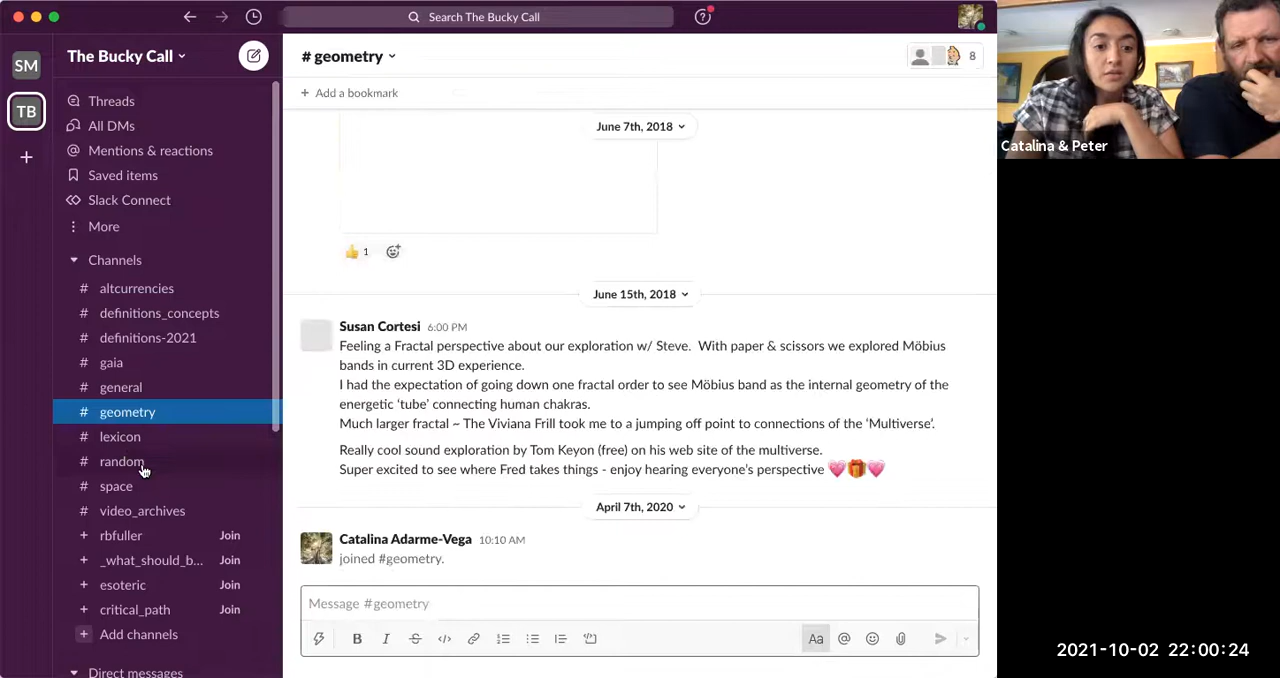 Search The Bucky Call
SM
TB
+
The Bucky Call
Threads
All DMs
@ Mentions & reactions
Saved items
Slack Connect
More
Channels
# altcurrencies
# definitions_concepts
# definitions-2021
# gaia
# general
# geometry
# lexicon
# random
# space
# video_archives
+ rbfuller Join
+ _what_should_b... Join
+ esoteric Join
+ critical_path Join
+ Add channels
Direct messages
# geometry
8
+ Add a bookmark
June 7th, 2018
1
June 15th, 2018
Susan Cortesi 6:00 PM
Feeling a Fractal perspective about our exploration w/ Steve. With paper & scissors we explored Möbius
bands in current 3D experience.
I had the expectation of going down one fractal order to see Möbius band as the internal geometry of the
energetic ‘tube’ connecting human chakras.
Much larger fractal ~ The Viviana Frill took me to a jumping off point to connections of the ‘Multiverse’.
Really cool sound exploration by Tom Keyon (free) on his web site of the multiverse.
Super excited to see where Fred takes things - enjoy hearing everyone’s perspective 💗🎁💗
April 7th, 2020
Catalina Adarme-Vega 10:10 AM
joined #geometry.
Message #geometry
B I S </> Aa @
Catalina & Peter
2021-10-02 22:00:24